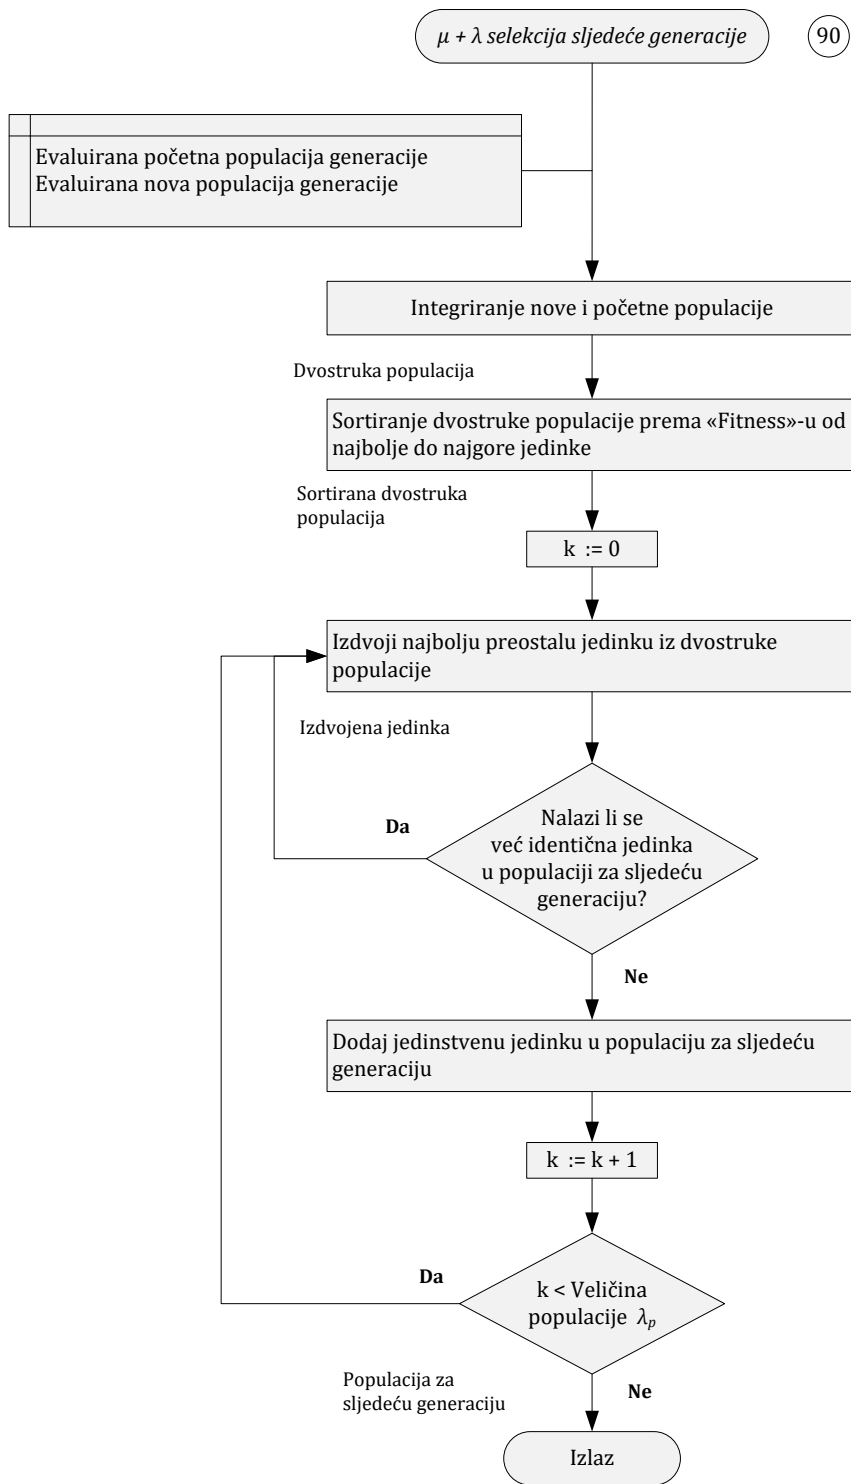 μ + λ selekcija sljedeće generacije
90
Evaluirana početna populacija generacije
Evaluirana nova populacija generacije
Integriranje nove i početne populacije
Dvostruka populacija
Sortiranje dvostruke populacije prema «Fitness»-u od
najbolje do najgore jedinke
Sortirana dvostruka
populacija
k := 0
Izdvoji najbolju preostalu jedinku iz dvostruke
populacije
Izdvojena jedinka
Nalazi li se
već identična jedinka
u populaciji za sljedeću
generaciju?
Da
Ne
Dodaj jedinstvenu jedinku u populaciju za sljedeću
generaciju
k := k + 1
Da
k < Veličina
populacije λp
Populacija za
sljedeću generaciju
Ne
Izlaz